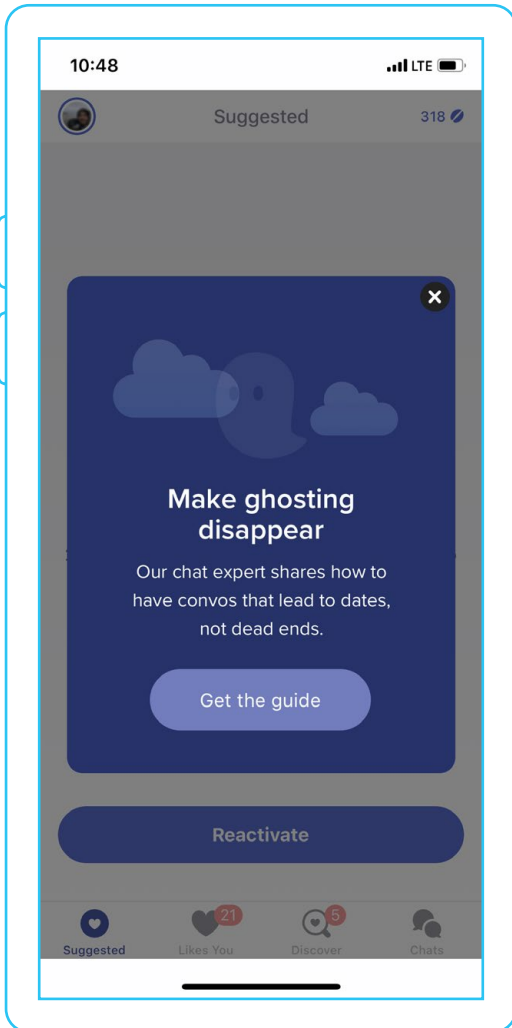 10:48
LTE
Suggested
318
Make ghosting
disappear
Our chat expert shares how to
have convos that lead to dates,
not dead ends.
Get the guide
Reactivate
21
5
Suggested
Likes You
Discover
Chats